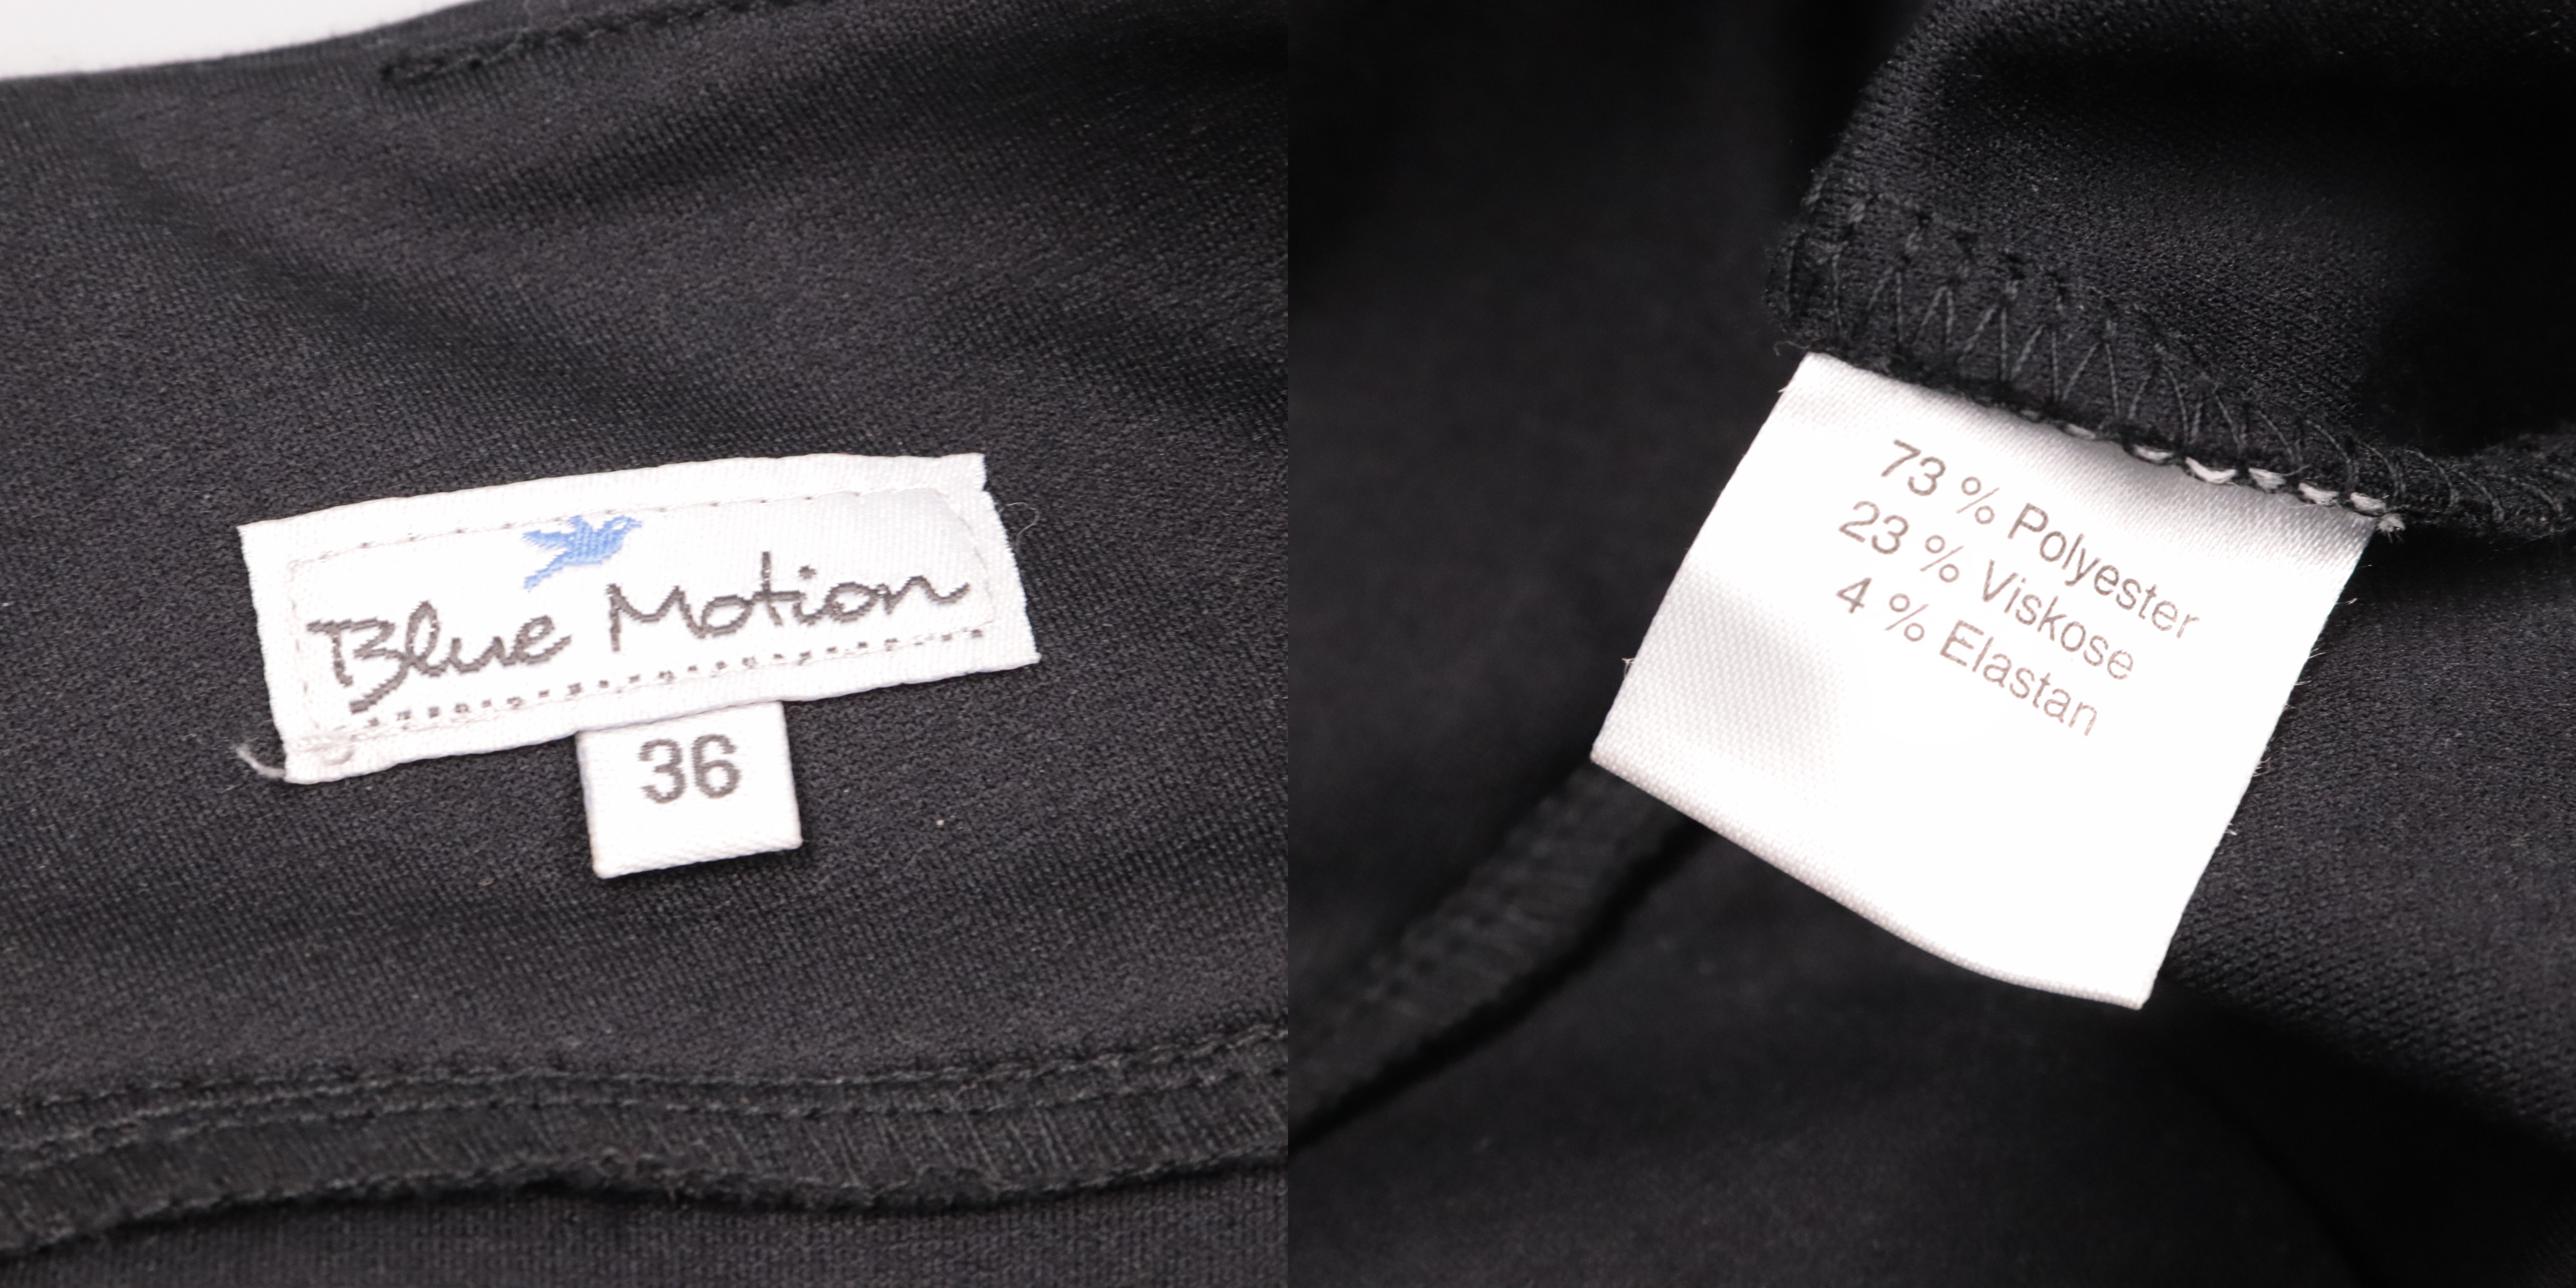 Blue Motion
36
73 % Polyester
23 % Viskose
4 % Elastan